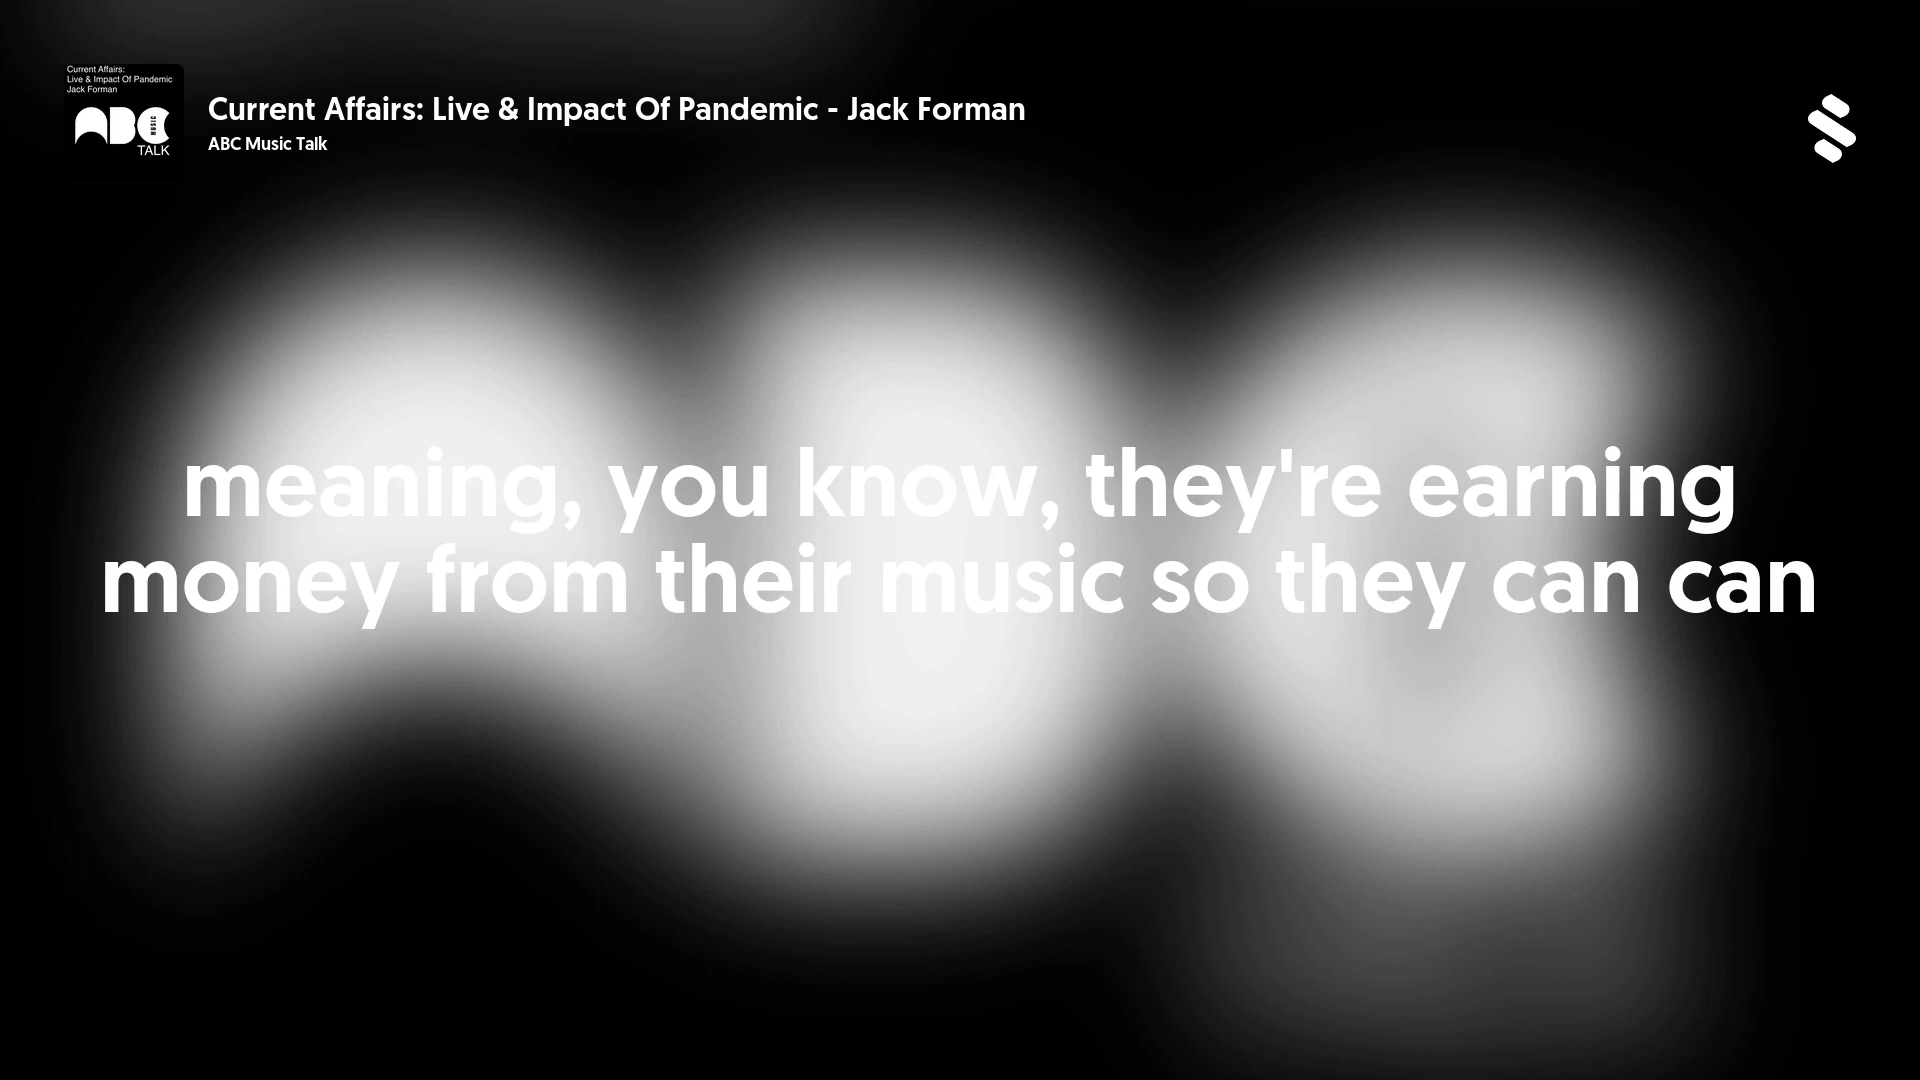 Current Affairs:
Live & Impact Of Pandemic
Jack Forman
ABC
MUSIC
TALK
Current Affairs: Live & Impact Of Pandemic - Jack Forman
ABC Music Talk
meaning, you know, they're earning
money from their music so they can can